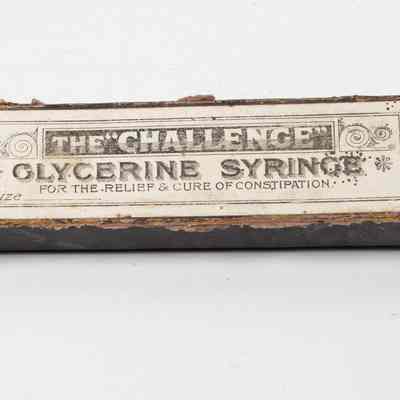 THE "CHALLENGE"
GLYCERINE SYRINGE
FOR THE RELIEF & CURE OF CONSTIPATION.